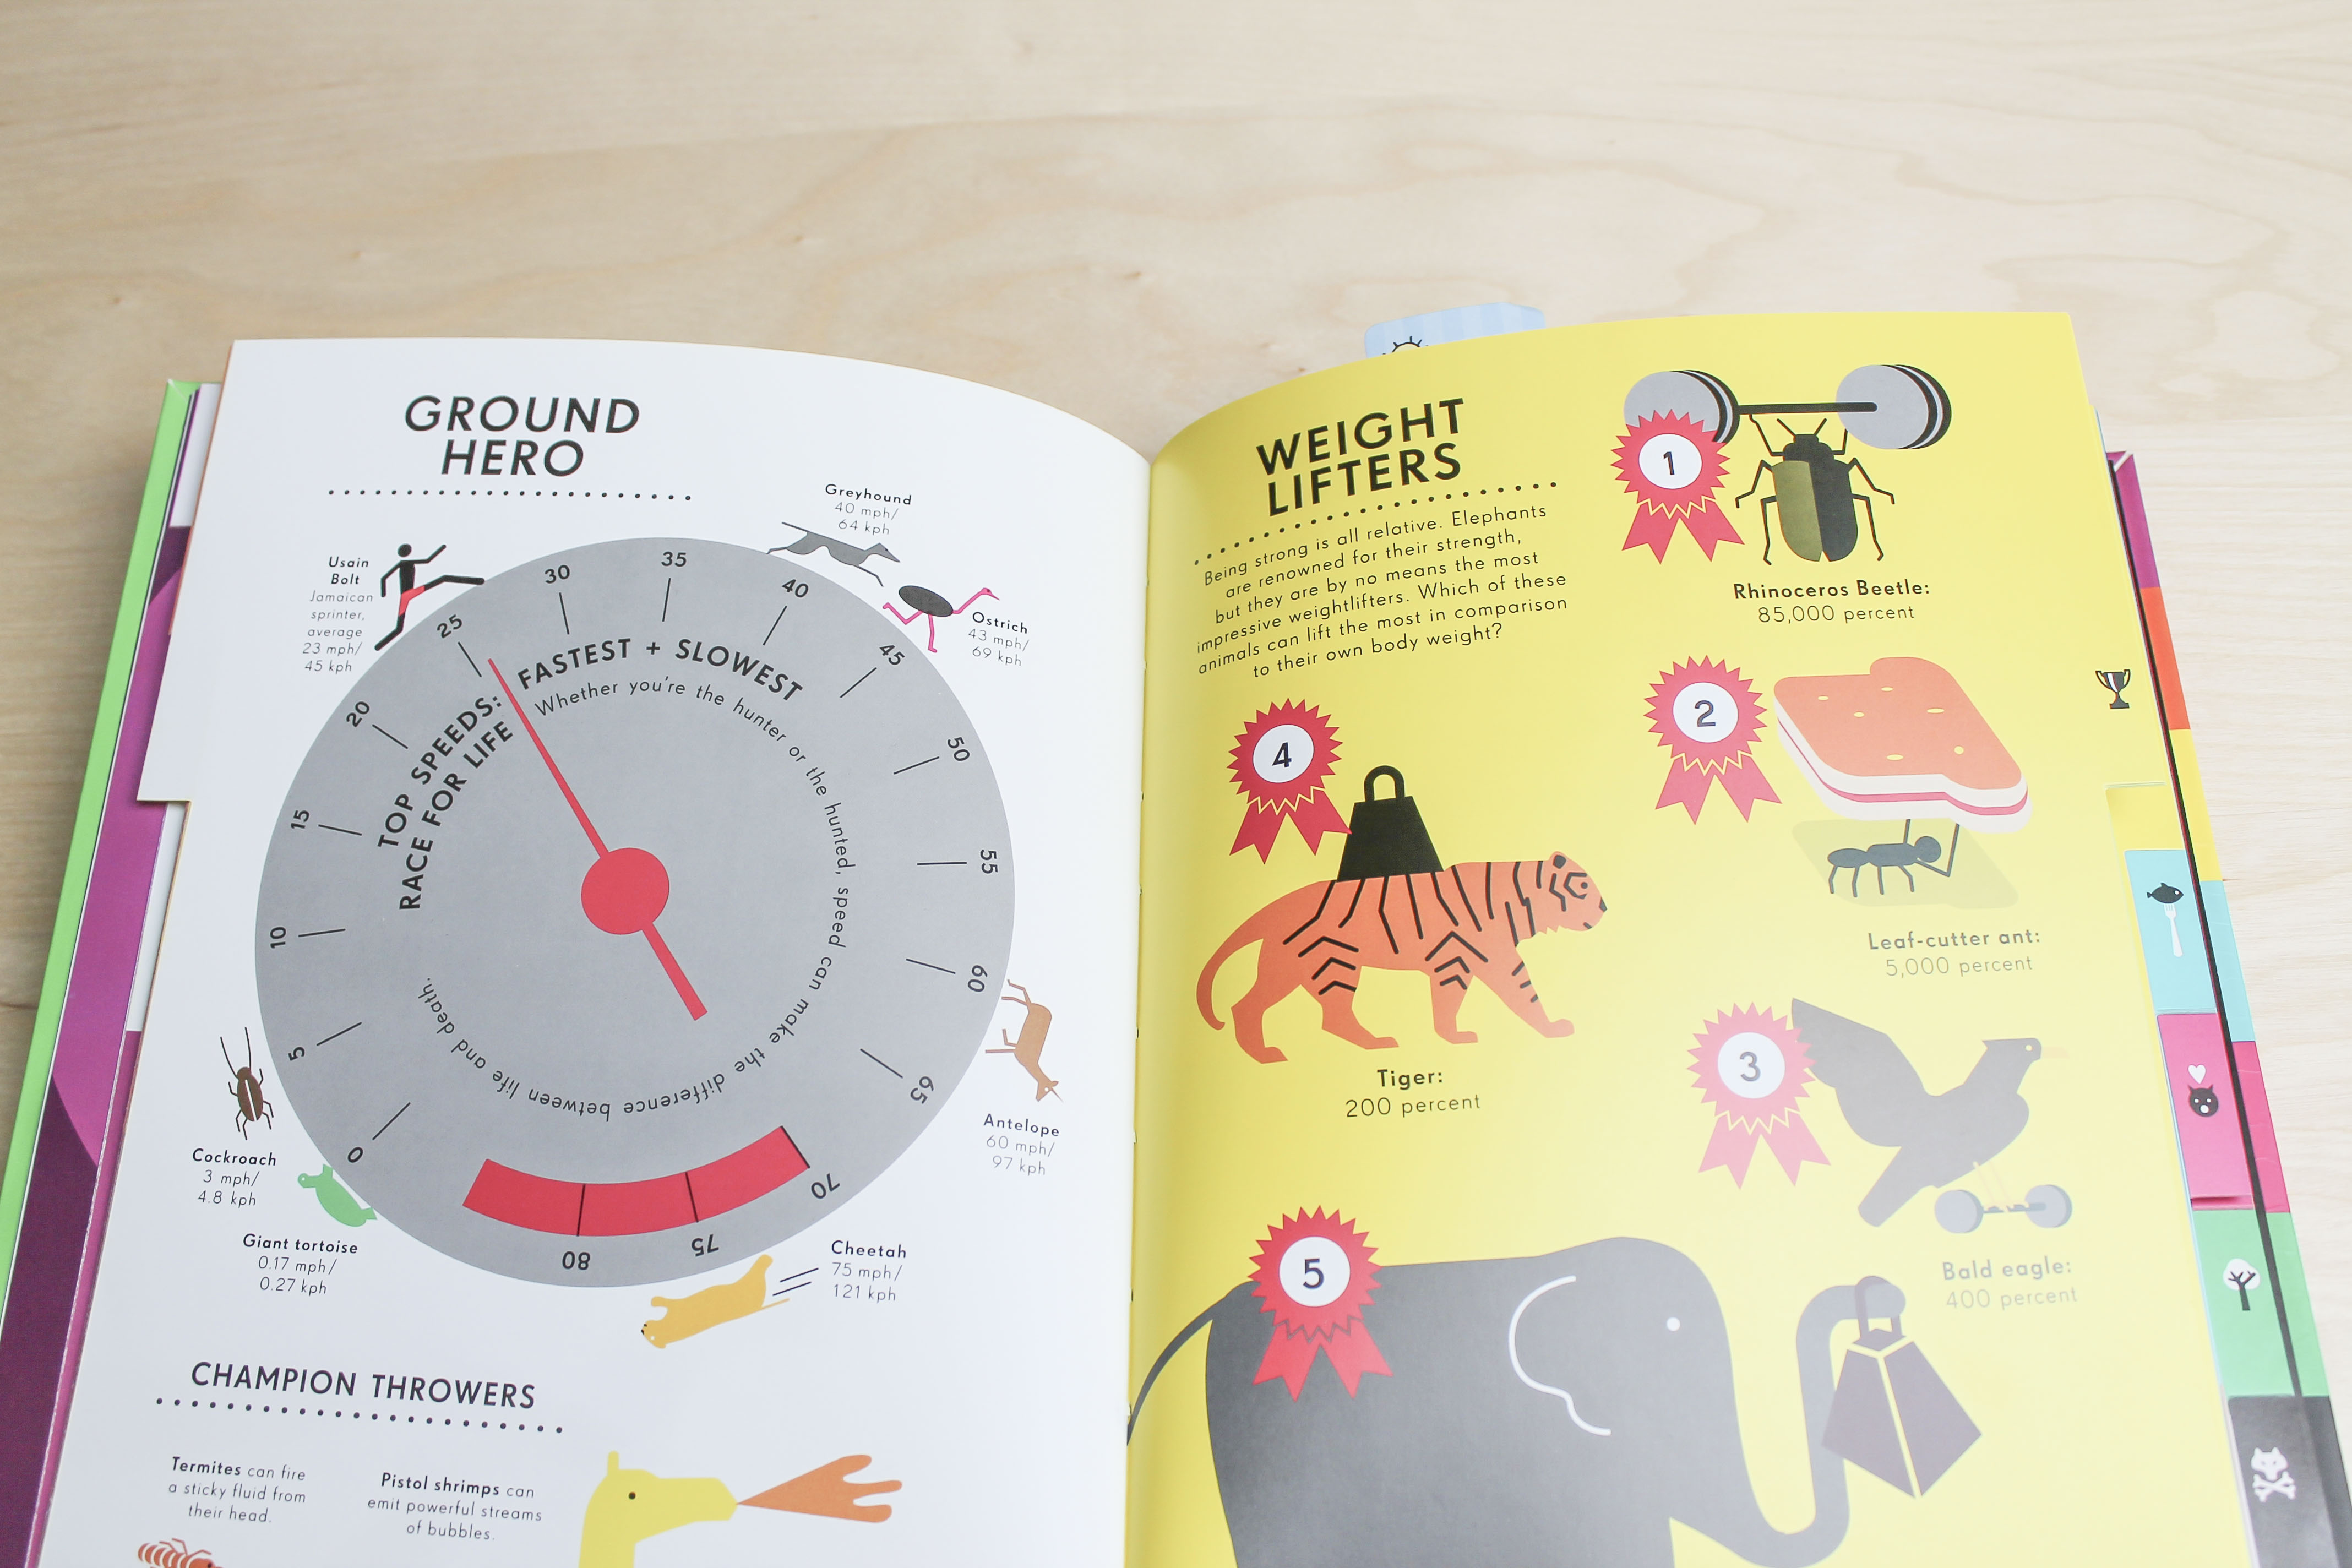 GROUND
HERO
Greyhound
40 mph/
64 kph
Usain
Bolt
Jamaican
sprinter,
average
23 mph/
45 kph
Ostrich
43 mph/
69 kph
0
5
10
15
20
25
30
35
40
45
50
55
60
65
70
75
80
TOP SPEEDS:
RACE FOR LIFE
FASTEST + SLOWEST
Whether you're the hunter or the hunted, speed can make the difference between life and death.
Antelope
60 mph/
97 kph
Cockroach
3 mph/
4.8 kph
Giant tortoise
0.17 mph/
0.27 kph
Cheetah
75 mph/
121 kph
CHAMPION THROWERS
Termites can fire
a sticky fluid from
their head.
Pistol shrimps can
emit powerful streams
of bubbles.
WEIGHT
LIFTERS
Being strong is all relative. Elephants
are renowned for their strength,
but they are by no means the most
impressive weightlifters. Which of these
animals can lift the most in comparison
to their own body weight?
1
Rhinoceros Beetle:
85,000 percent
2
Leaf-cutter ant:
5,000 percent
3
Bald eagle:
400 percent
4
Tiger:
200 percent
5